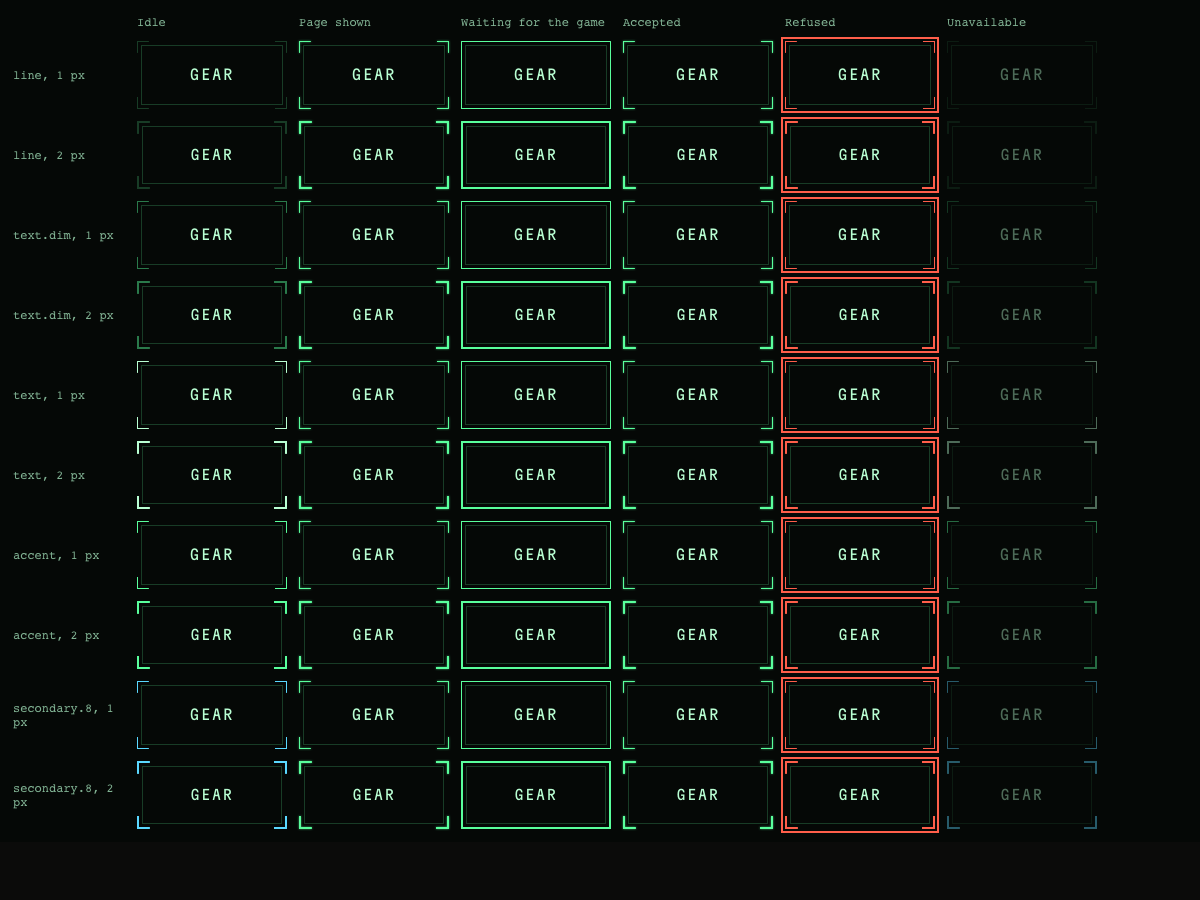 Idle Page shown Waiting for the game Accepted Refused Unavailable
line, 1 px GEAR GEAR GEAR GEAR GEAR GEAR
line, 2 px GEAR GEAR GEAR GEAR GEAR GEAR
text.dim, 1 px GEAR GEAR GEAR GEAR GEAR GEAR
text.dim, 2 px GEAR GEAR GEAR GEAR GEAR GEAR
text, 1 px GEAR GEAR GEAR GEAR GEAR GEAR
text, 2 px GEAR GEAR GEAR GEAR GEAR GEAR
accent, 1 px GEAR GEAR GEAR GEAR GEAR GEAR
accent, 2 px GEAR GEAR GEAR GEAR GEAR GEAR
secondary.8, 1
px GEAR GEAR GEAR GEAR GEAR GEAR
secondary.8, 2
px GEAR GEAR GEAR GEAR GEAR GEAR